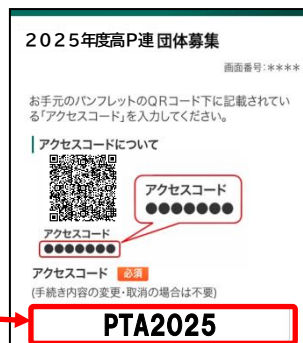 2025年度高P連 団体募集
画面番号:****
お手元のパンフレットのQRコード下に記載されてい
る「アクセスコード」を入力してください。
アクセスコードについて
アクセスコード
●●●●●●●
アクセスコード
●●●●●●●
アクセスコード 必須
(手続き内容の変更・取消の場合は不要)
PTA2025